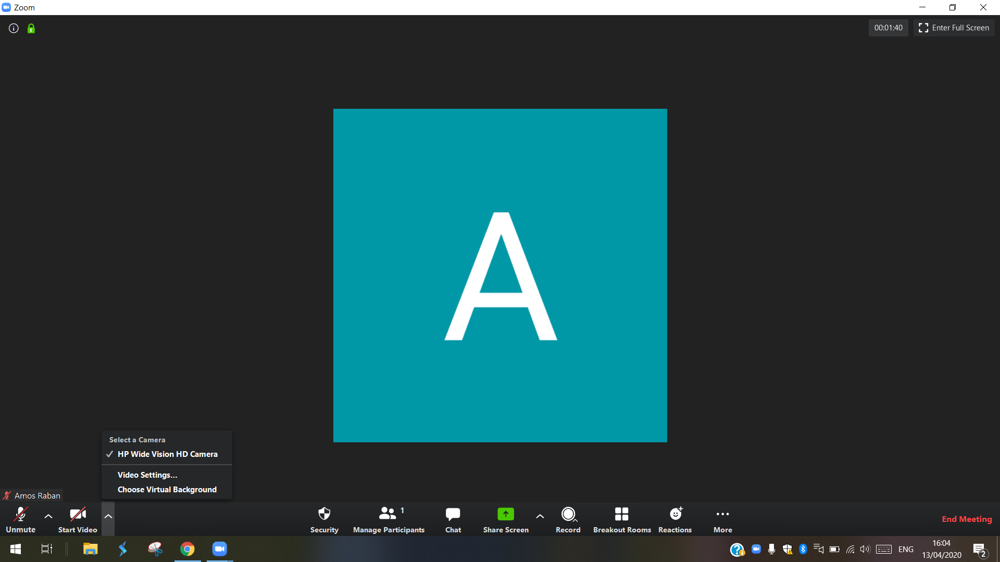 Zoom
E
00:01:40
Enter Full Screen
A
Select a Camera
HP Wide Vision HD Camera
Video Settings...
Choose Virtual Background
Amos Raban
Unmute
Start Video
Security
1
Manage Participants
Chat
Share Screen
Record
Breakout Rooms
Reactions
More
End Meeting
ENG
16:04
13/04/2020
2